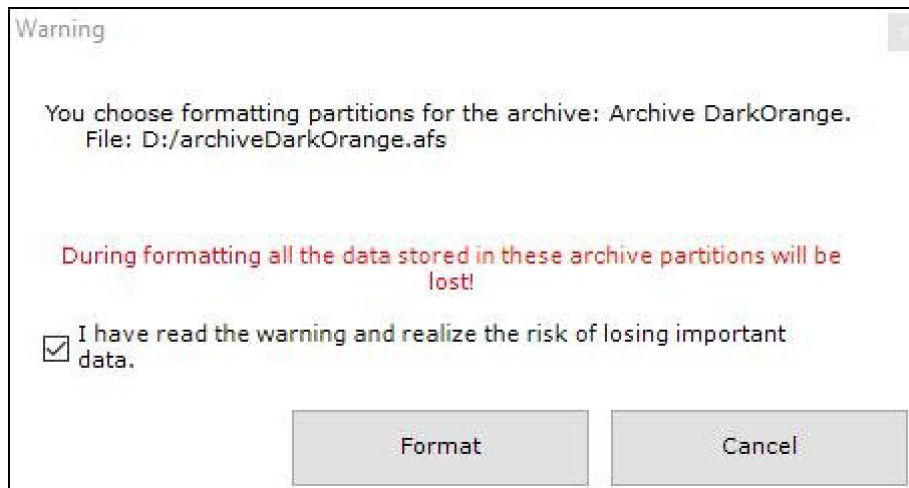 Warning
You choose formatting partitions for the archive: Archive DarkOrange.
File: D:/archiveDarkOrange.afs
During formatting all the data stored in these archive partitions will be
lost!
I have read the warning and realize the risk of losing important
data.
Format
Cancel